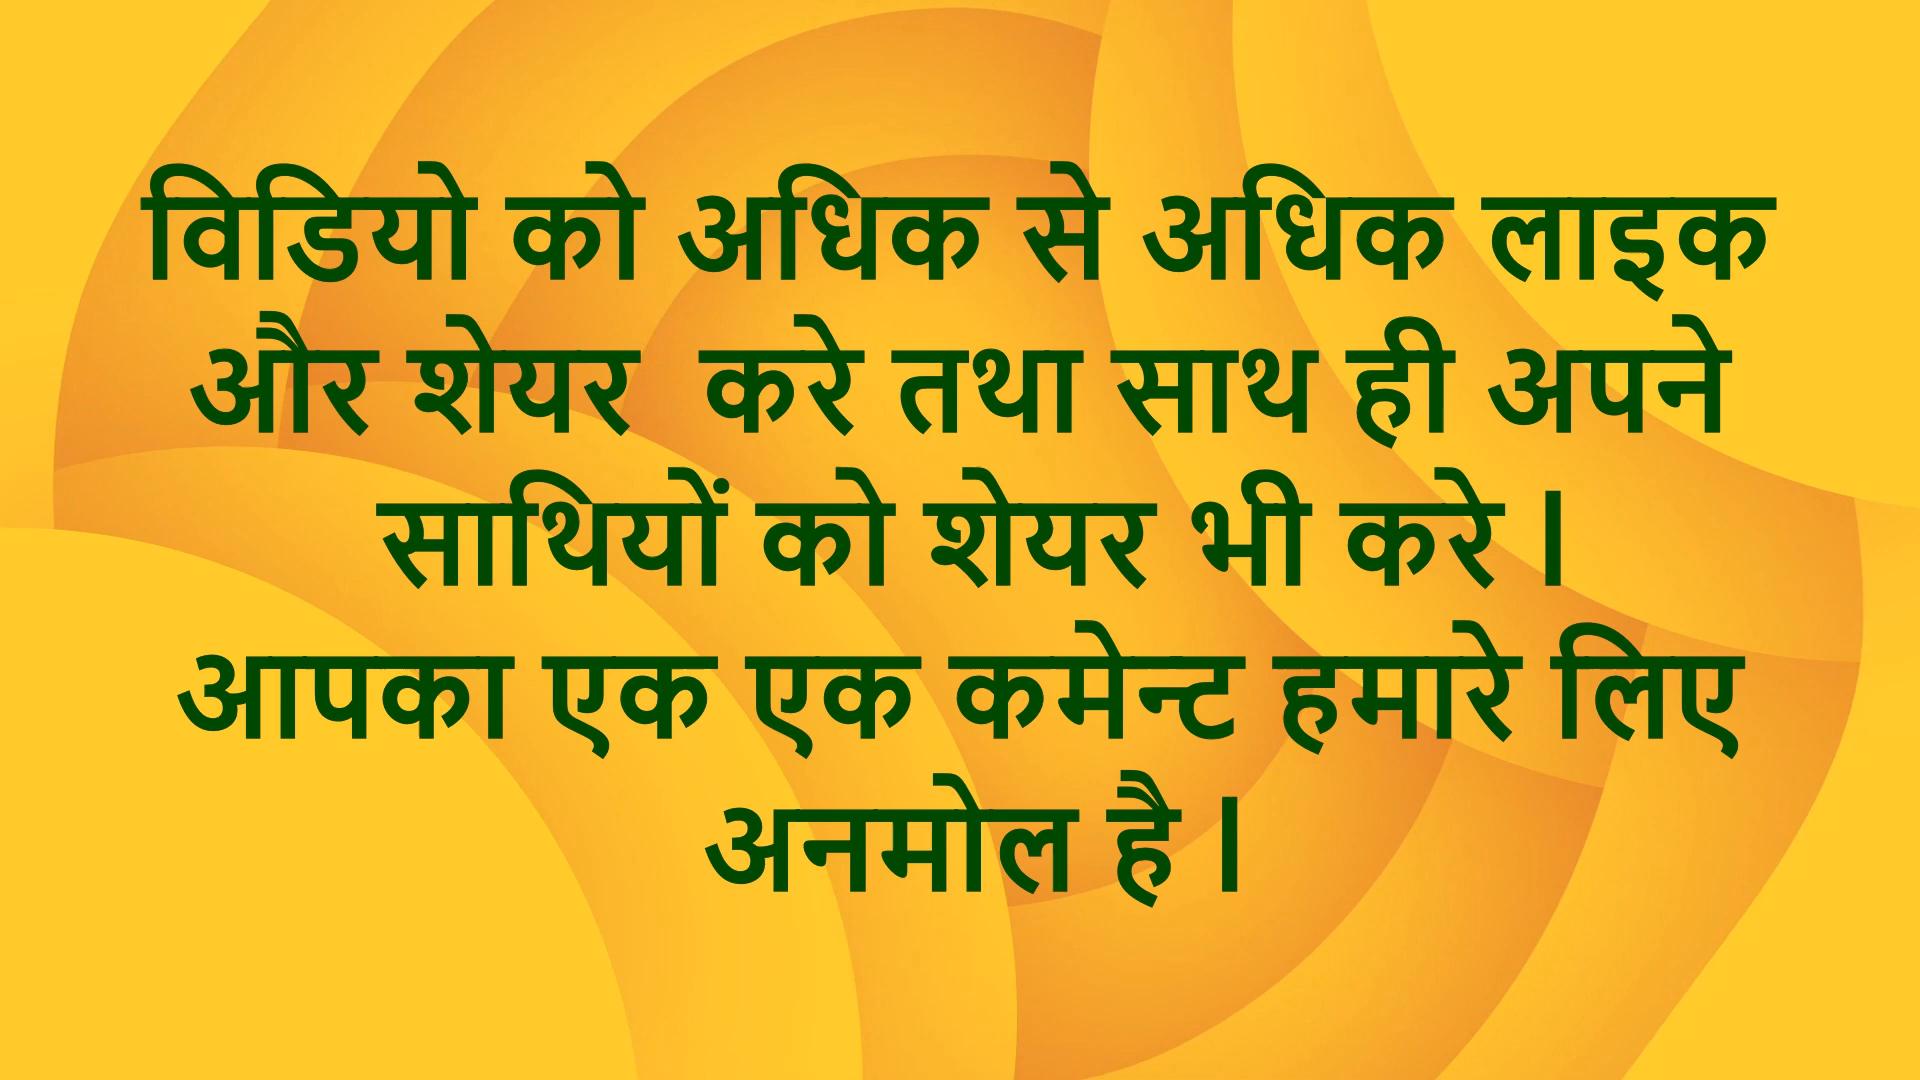 विडियो को अधिक से अधिक लाइक
और शेयर  करे तथा साथ ही अपने
साथियों को शेयर भी करे ।
आपका एक एक कमेन्ट हमारे लिए
अनमोल है ।